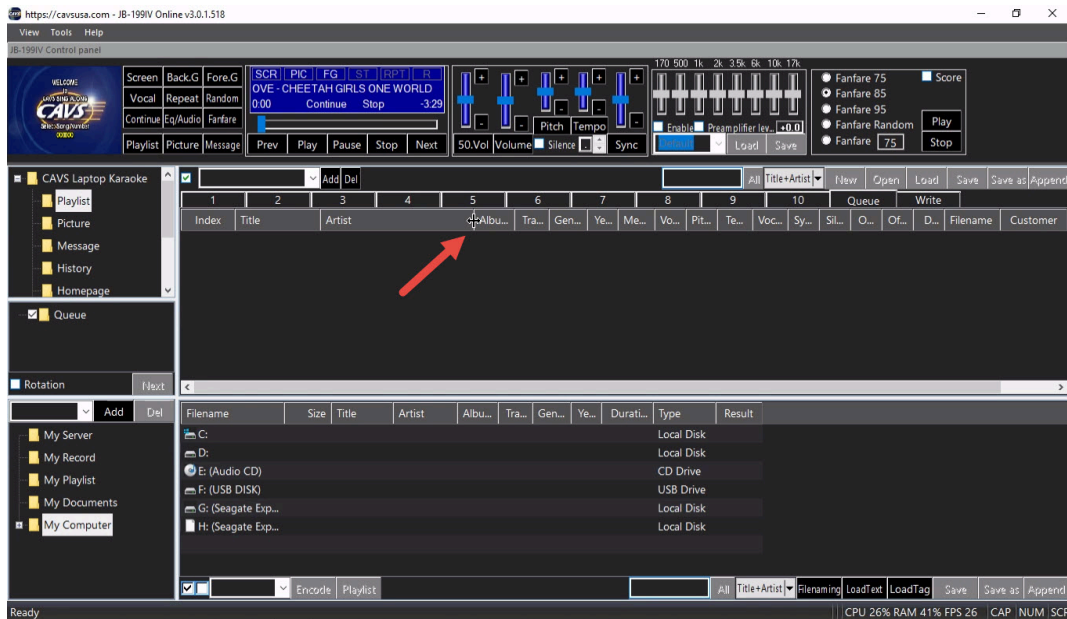 https://cavsusa.com - JB-199IV Online v3.0.1.518
View Tools Help
JB-199IV Control panel
WELCOME
CAVS
Screen Back.G Fore.G
Vocal Repeat Random
Continue Eq/Audio Fanfare
Playlist Picture Message
SCR PIC FG ST RPT R
OVE - CHEETAH GIRLS ONE WORLD
0:00 Continue Stop -3:29
Prev Play Pause Stop Next
+ + + + +
- - - - -
Pitch Tempo
50.Vol Volume Silence . Sync
170 500 1k 2k 3.5k 6k 10k 17k
Enable Preamplifier lev... +0.0
Default Load Save
Fanfare 75
Fanfare 85
Fanfare 95
Fanfare Random
Fanfare 75
Score
Play
Stop
CAVS Laptop Karaoke
Playlist
Picture
Message
History
Homepage
Queue
Rotation Next
Add Del
All Title+Artist New Open Load Save Save as Append
1 2 3 4 5 6 7 8 9 10 Queue Write
Index Title Artist Albu... Tra... Gen... Ye... Me... Vo... Pit... Te... Voc... Sy... Sil... O... Of... D... Filename Customer
Add Del
My Server
My Record
My Playlist
My Documents
My Computer
Filename Size Title Artist Albu... Tra... Gen... Ye... Durati... Type Result
C: Local Disk
D: Local Disk
E: (Audio CD) CD Drive
F: (USB DISK) USB Drive
G: (Seagate Exp... Local Disk
H: (Seagate Exp... Local Disk
Encode Playlist
All Title+Artist Filenaming LoadText LoadTag Save Save as Append
Ready
CPU 26% RAM 41% FPS 26 CAP NUM SCR